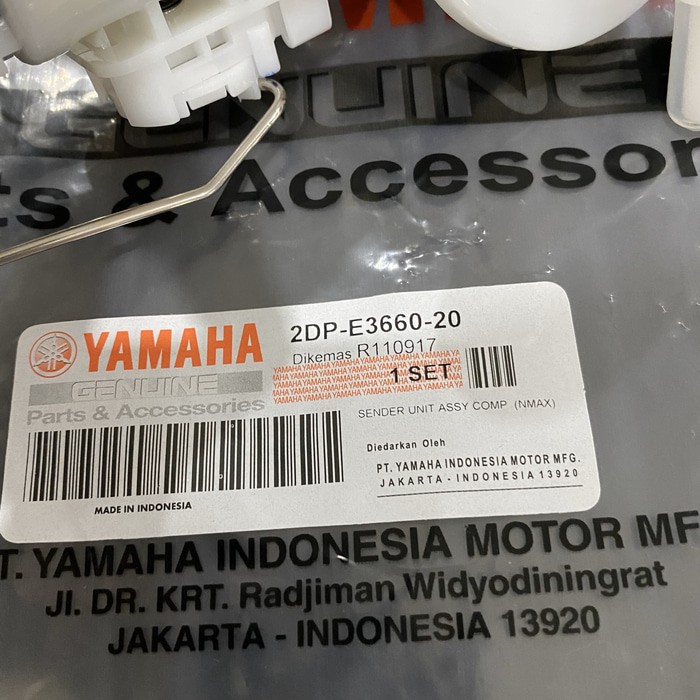 GENUINE
ts & Accessor
YAMAHA
GENUINE
Parts & Accessories
MADE IN INDONESIA
2DP-E3660-20
Dikemas R110917
1 SET
SENDER UNIT ASSY COMP (NMAX)
Diedarkan Oleh
PT. YAMAHA INDONESIA MOTOR MFG.
JAKARTA - INDONESIA 13920
T. YAMAHA INDONESIA MOTOR MF
Jl. DR. KRT. Radjiman Widyodiningrat
JAKARTA - INDONESIA 13920